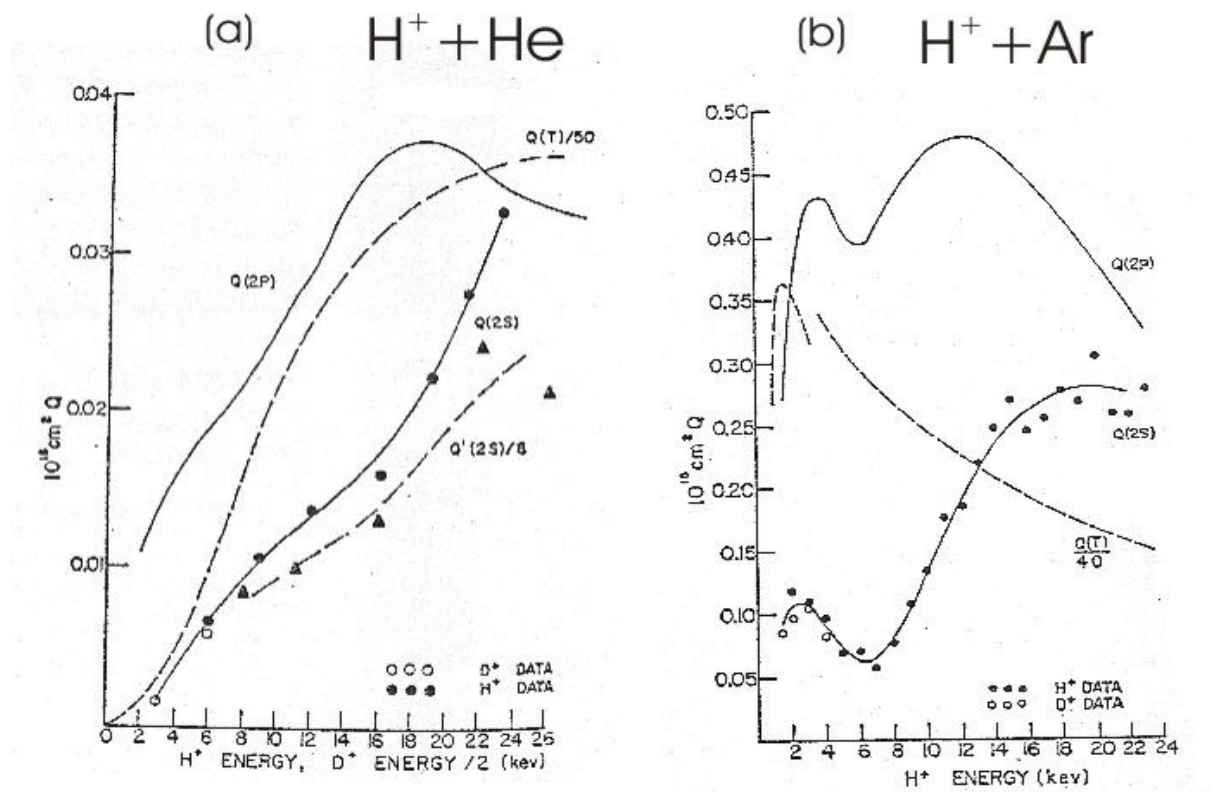 (a) H⁺ + He
0.04
0.03
0.02
0.01
10¹⁶ cm² Q
Q(T)/50
Q(2P)
Q(2S)
Q'(2S)/8
○ ○ ○ D⁺ DATA
● ● ● H⁺ DATA
0 2 4 6 8 10 12 14 16 18 20 22 24 26
H⁺ ENERGY, D⁺ ENERGY /2 (kev)
(b) H⁺ + Ar
0.50
0.45
0.40
0.35
0.30
0.25
0.20
0.15
0.10
0.05
10¹⁶ cm² Q
Q(2P)
Q(2S)
Q(T)
40
● ● ● H⁺ DATA
○ ○ ○ D⁺ DATA
2 4 6 8 10 12 14 16 18 20 22 24
H⁺ ENERGY (kev)